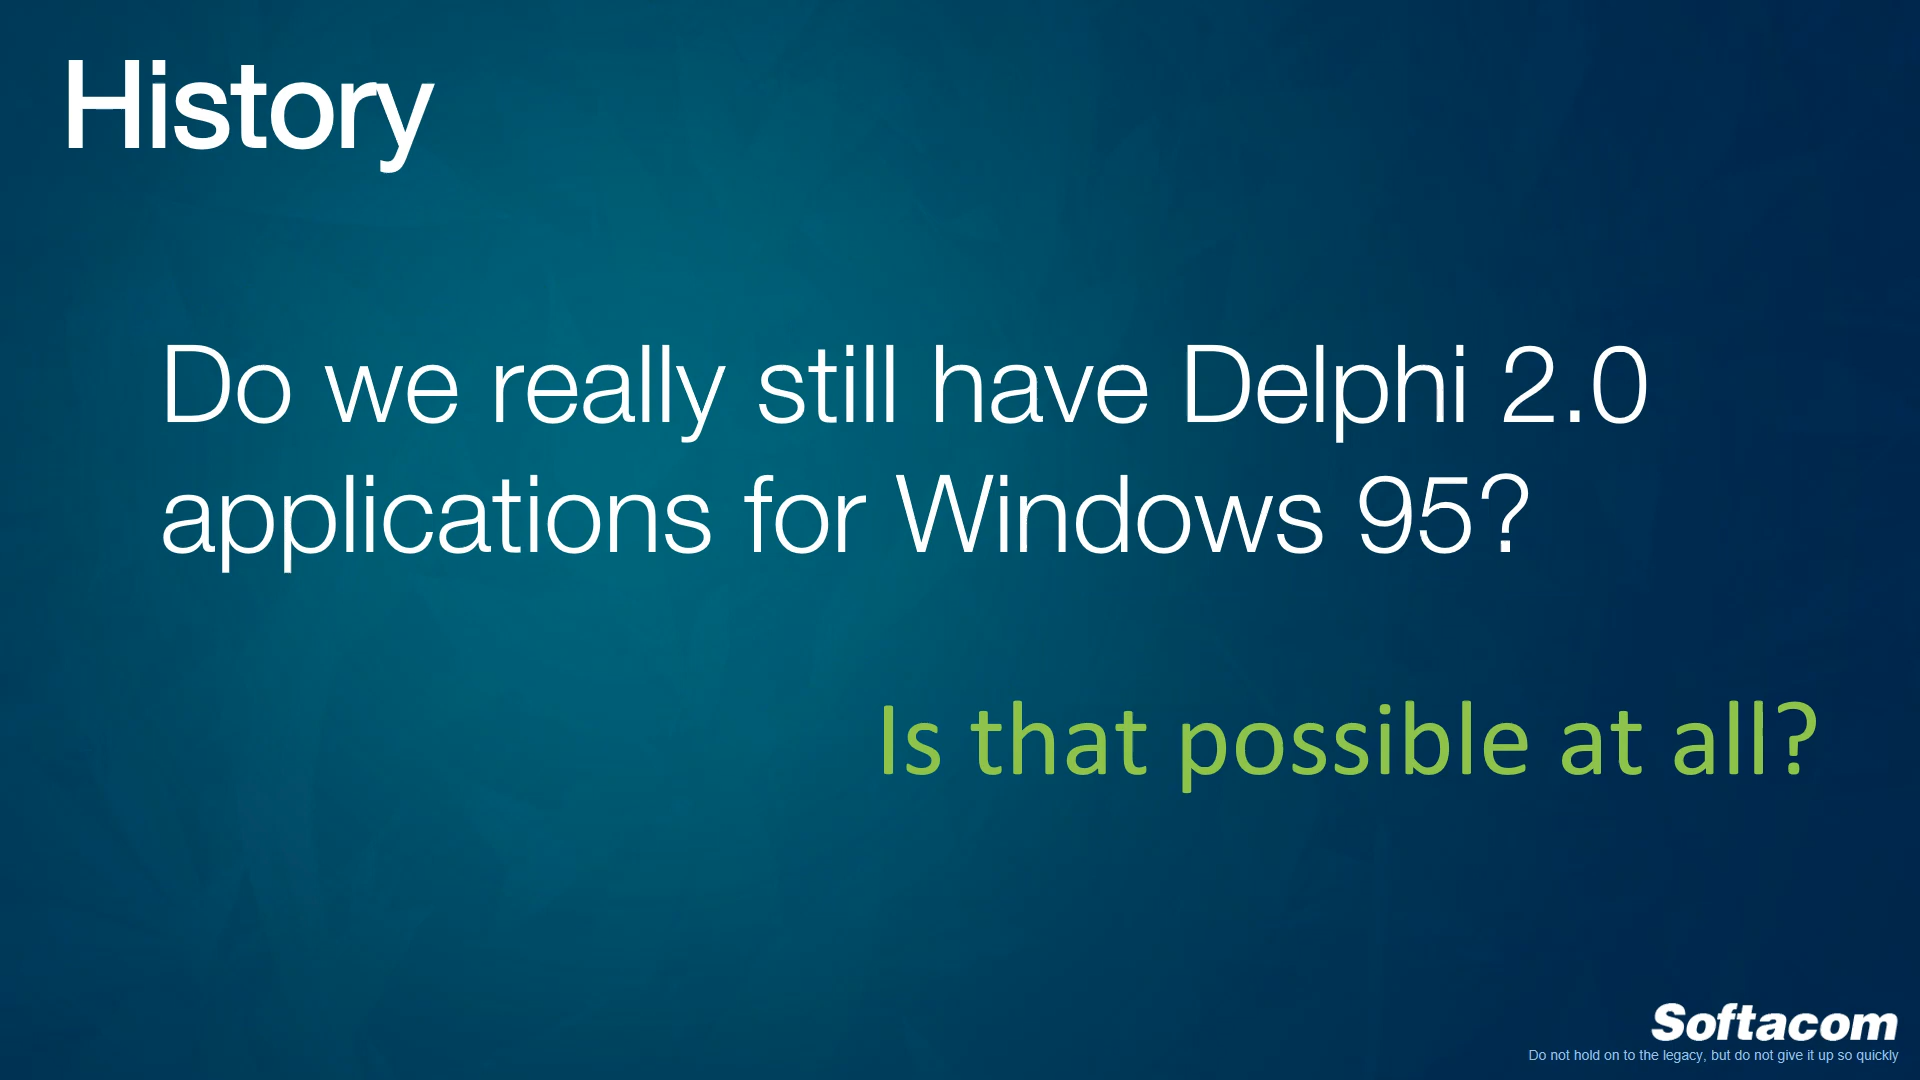 History
Do we really still have Delphi 2.0
applications for Windows 95?
Is that possible at all?
Softacom
Do not hold on to the legacy, but do not give it up so quickly